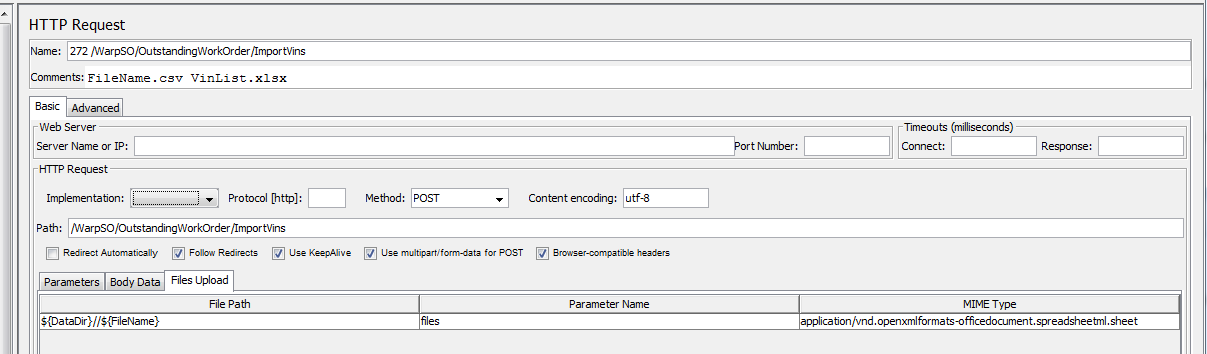 HTTP Request
Name: 272 /WarpSO/OutstandingWorkOrder/ImportVins
Comments: FileName.csv VinList.xlsx
Basic Advanced
Web Server Timeouts (milliseconds)
Server Name or IP: Port Number: Connect: Response:
HTTP Request
Implementation: Protocol [http]: Method: POST Content encoding: utf-8
Path: /WarpSO/OutstandingWorkOrder/ImportVins
Redirect Automatically Follow Redirects Use KeepAlive Use multipart/form-data for POST Browser-compatible headers
Parameters Body Data Files Upload
File Path Parameter Name MIME Type
${DataDir}//${FileName} files application/vnd.openxmlformats-officedocument.spreadsheetml.sheet